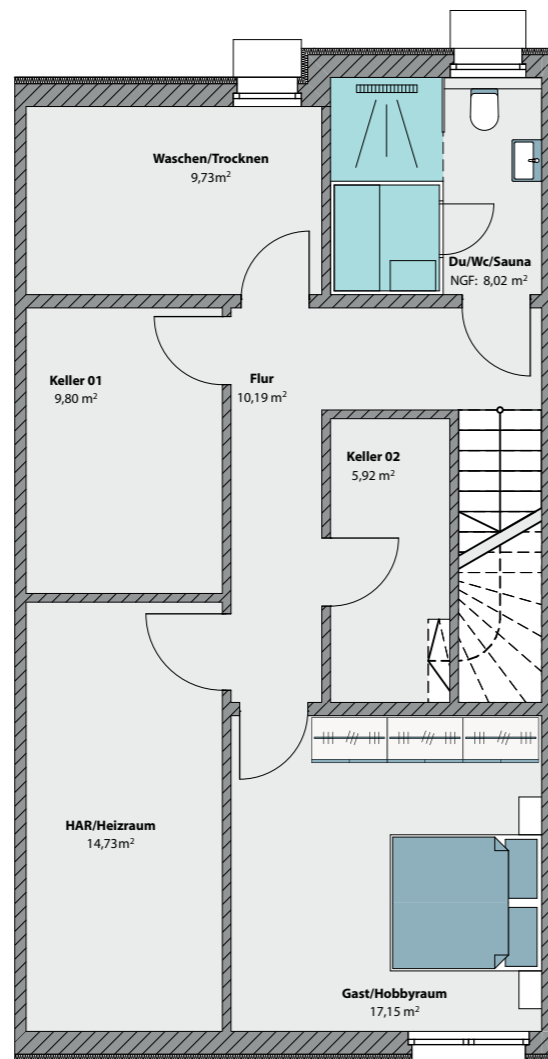 Waschen/Trocknen
9,73m²
Du/Wc/Sauna
NGF: 8,02 m²
Keller 01
9,80 m²
Flur
10,19 m²
Keller 02
5,92 m²
HAR/Heizraum
14,73m²
Gast/Hobbyraum
17,15 m²